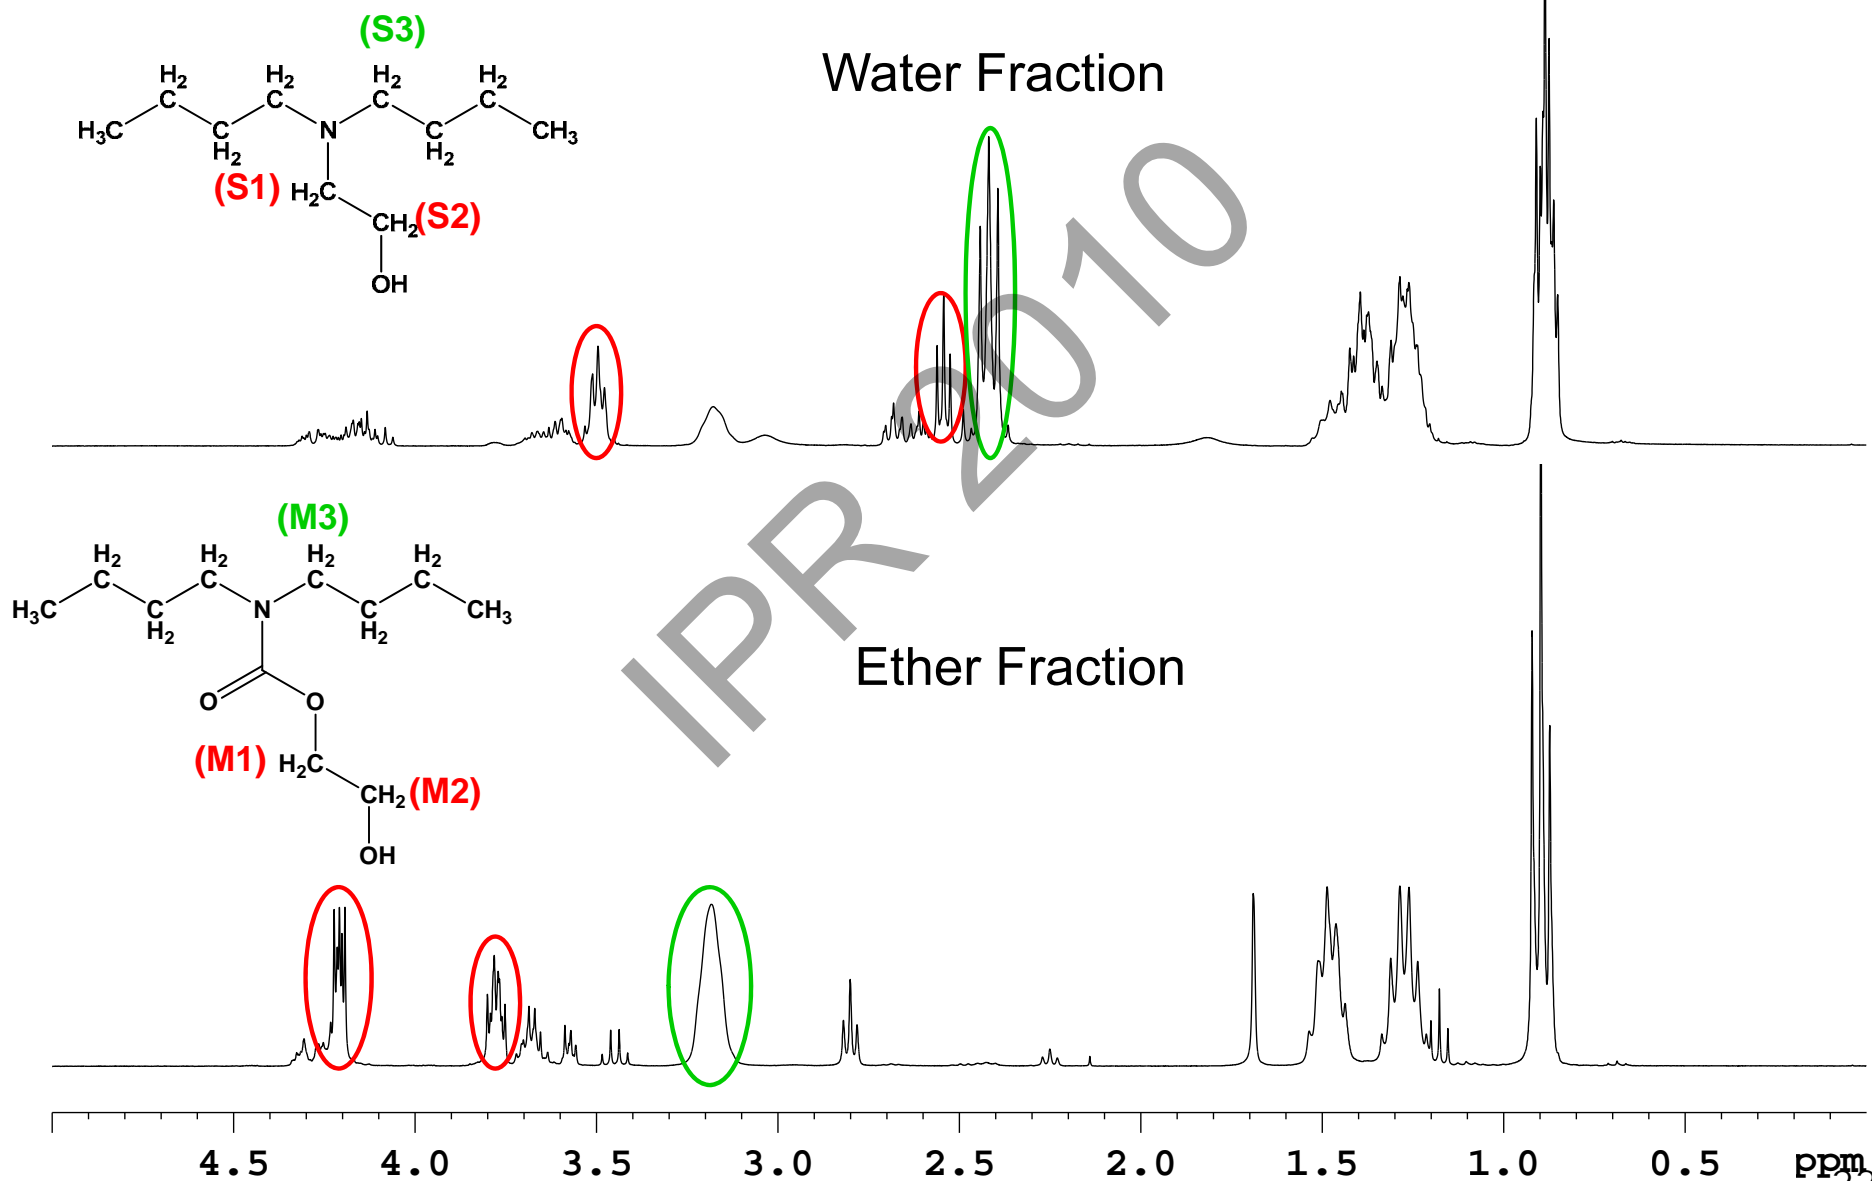 (S3)
Water Fraction
H2 H2 H2 H2
C C C C
H3C C N C CH3
H2 H2
(S1) H2C
CH2(S2)
OH
IPR 2010
(M3)
H2 H2 H2 H2
C C C C
H3C C N C CH3
H2 H2
Ether Fraction
O O
(M1) H2C
CH2(M2)
OH
4.5 4.0 3.5 3.0 2.5 2.0 1.5 1.0 0.5 ppm